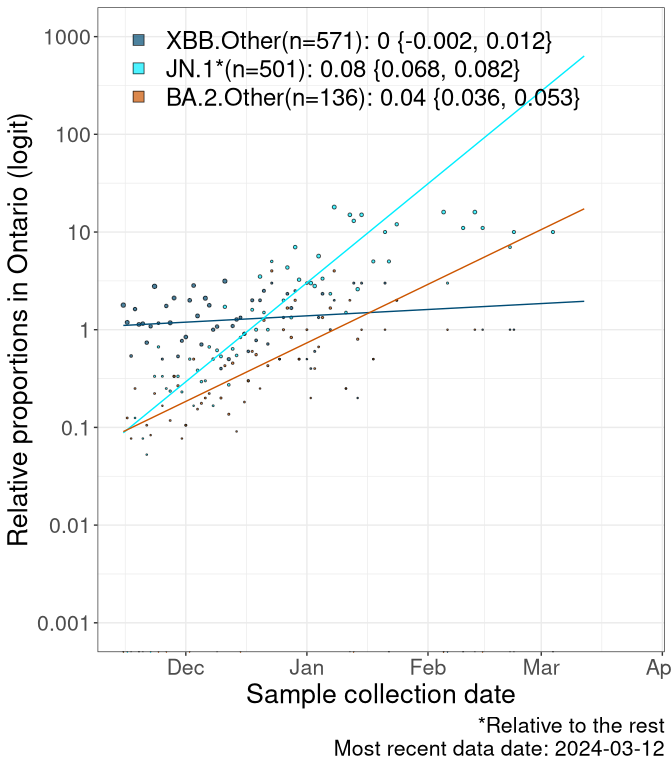 XBB.Other(n=571): 0 {-0.002, 0.012}
JN.1*(n=501): 0.08 {0.068, 0.082}
BA.2.Other(n=136): 0.04 {0.036, 0.053}
Relative proportions in Ontario (logit)
1000
100
10
1
0.1
0.01
0.001
Dec Jan Feb Mar Ap
Sample collection date
*Relative to the rest
Most recent data date: 2024-03-12